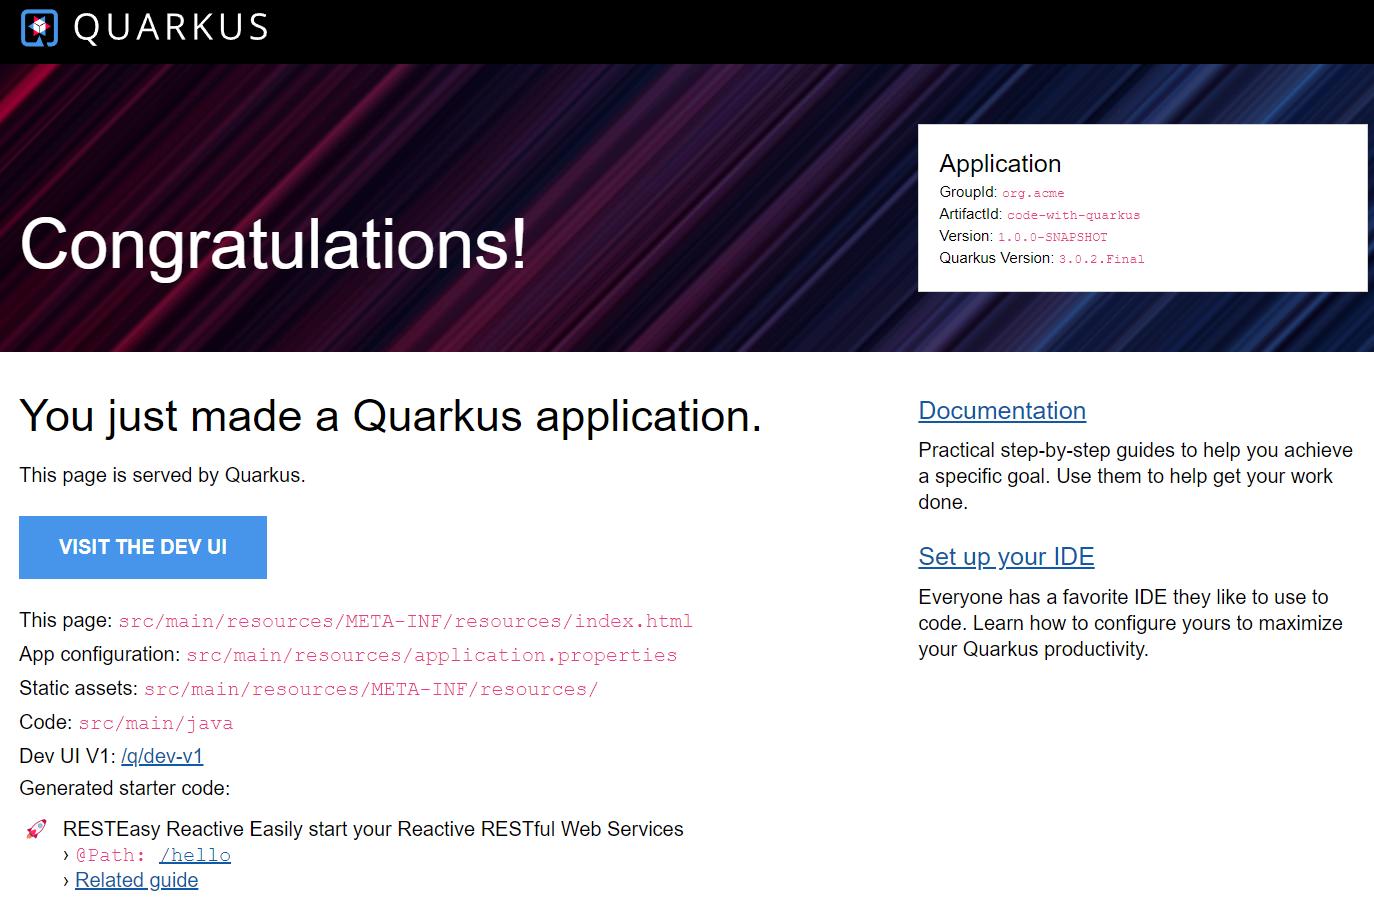 QUARKUS
Congratulations!
Application
GroupId: org.acme
ArtifactId: code-with-quarkus
Version: 1.0.0-SNAPSHOT
Quarkus Version: 3.0.2.Final
You just made a Quarkus application.
This page is served by Quarkus.
VISIT THE DEV UI
This page: src/main/resources/META-INF/resources/index.html
App configuration: src/main/resources/application.properties
Static assets: src/main/resources/META-INF/resources/
Code: src/main/java
Dev UI V1: /q/dev-v1
Generated starter code:
🚀 RESTEasy Reactive Easily start your Reactive RESTful Web Services
› @Path: /hello
› Related guide
Documentation
Practical step-by-step guides to help you achieve
a specific goal. Use them to help get your work
done.
Set up your IDE
Everyone has a favorite IDE they like to use to
code. Learn how to configure yours to maximize
your Quarkus productivity.